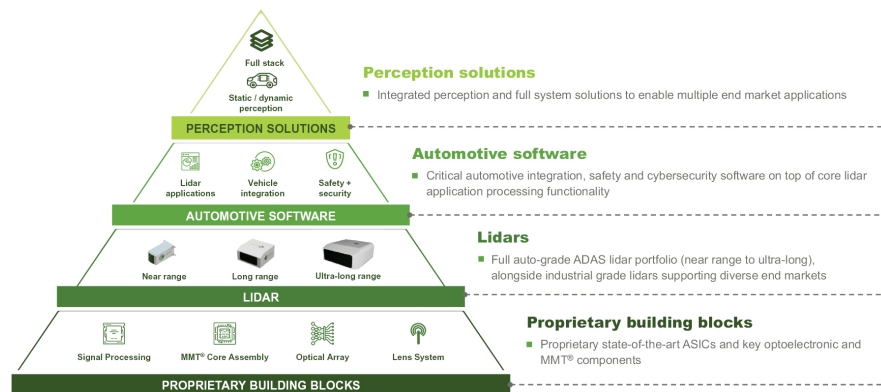 Full stack
Static / dynamic
perception
PERCEPTION SOLUTIONS
Perception solutions
Integrated perception and full system solutions to enable multiple end market applications
Lidar
applications
Vehicle
integration
Safety +
security
AUTOMOTIVE SOFTWARE
Automotive software
Critical automotive integration, safety and cybersecurity software on top of core lidar
application processing functionality
Near range
Long range
Ultra-long range
LIDAR
Lidars
Full auto-grade ADAS lidar portfolio (near range to ultra-long),
alongside industrial grade lidars supporting diverse end markets
Signal Processing
MMT® Core Assembly
Optical Array
Lens System
PROPRIETARY BUILDING BLOCKS
Proprietary building blocks
Proprietary state-of-the-art ASICs and key optoelectronic and
MMT® components